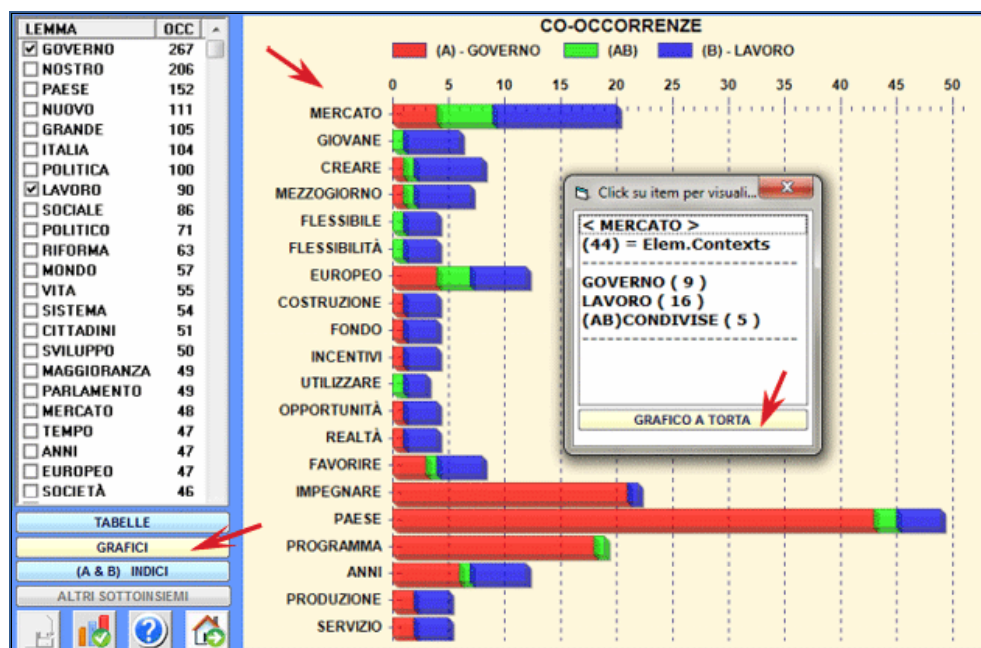 LEMMA OCC
GOVERNO 267
NOSTRO 206
PAESE 152
NUOVO 111
GRANDE 105
ITALIA 104
POLITICA 100
LAVORO 90
SOCIALE 86
POLITICO 71
RIFORMA 63
MONDO 57
VITA 55
SISTEMA 54
CITTADINI 51
SVILUPPO 50
MAGGIORANZA 49
PARLAMENTO 49
MERCATO 48
TEMPO 47
ANNI 47
EUROPEO 47
SOCIETÀ 46
TABELLE
GRAFICI
(A & B) INDICI
ALTRI SOTTOINSIEMI
CO-OCCORRENZE
(A) - GOVERNO (AB) (B) - LAVORO
0 5 10 15 20 25 30 35 40 45 50
MERCATO
GIOVANE
CREARE
MEZZOGIORNO
FLESSIBILE
FLESSIBILITÀ
EUROPEO
COSTRUZIONE
FONDO
INCENTIVI
UTILIZZARE
OPPORTUNITÀ
REALTÀ
FAVORIRE
IMPEGNARE
PAESE
PROGRAMMA
ANNI
PRODUZIONE
SERVIZIO
Click su item per visuali...
< MERCATO >
(44) = Elem.Contexts
GOVERNO ( 9 )
LAVORO ( 16 )
(AB)CONDIVISE ( 5 )
GRAFICO A TORTA